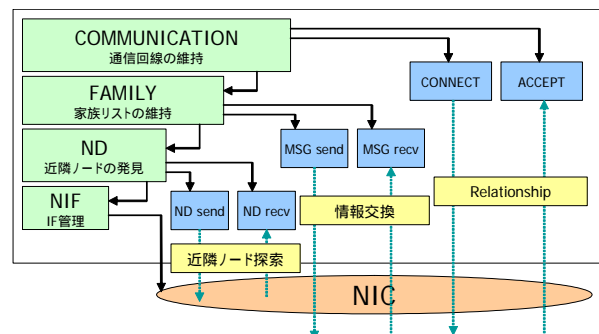 COMMUNICATION
通信回線の維持
CONNECT
ACCEPT
FAMILY
家族リストの維持
ND
近隣ノードの発見
MSG send
MSG recv
NIF
IF管理
ND send
ND recv
情報交換
Relationship
近隣ノード探索
NIC